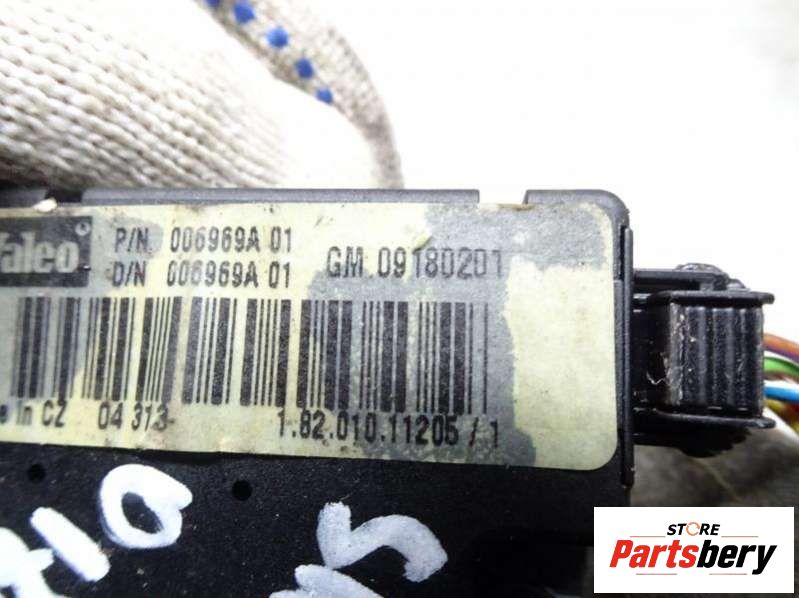 Valeo
P/N 006969A 01
D/N 006969A 01
GM 09180201
in CZ 04 313
1.82.010.11205 / 1
STORE
Partsbery